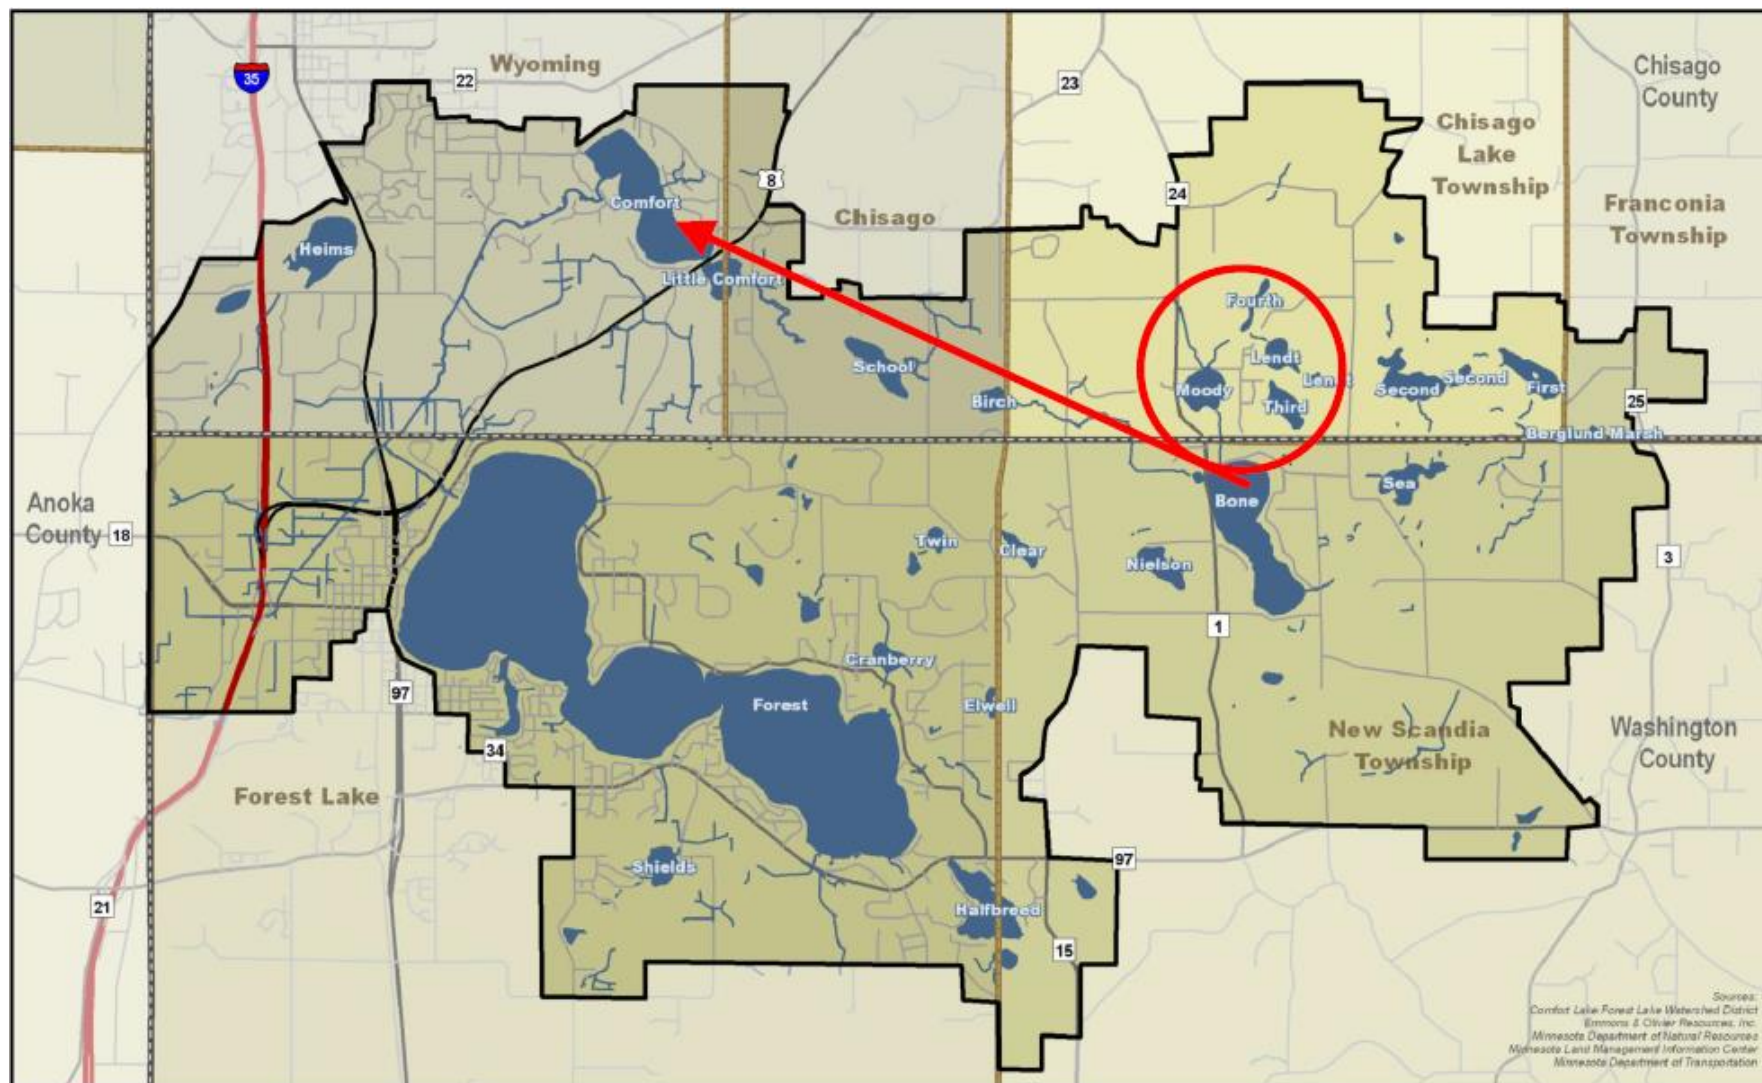 35
22
Wyoming
23
Chisago
County
Chisago
Lake
Township
8
24
Comfort
Chisago
Franconia
Township
Heims
Little Comfort
Fourth
School
Lendt
Moody
Lendt
Second
Second
First
Birch
Third
25
Berglund Marsh
Bone
Sea
Anoka
County
18
Twin
Clear
Nielson
3
1
Cranberry
97
Forest
Elwell
34
New Scandia
Township
Washington
County
Forest Lake
Shields
97
21
Halfbreed
15
Sources:
Comfort Lake Forest Lake Watershed District
Emmons & Olivier Resources, Inc.
Minnesota Department of Natural Resources
Minnesota Land Management Information Center
Minnesota Department of Transportation